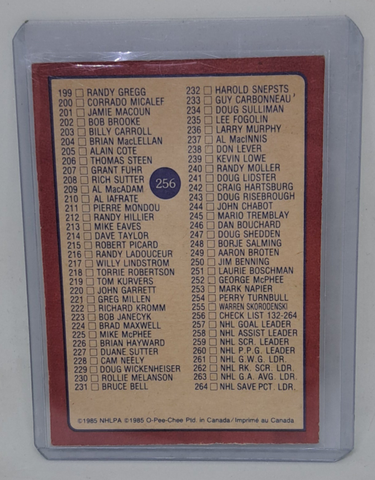 199 RANDY GREGG
200 CORRADO MICALEF
201 JAMIE MACOUN
202 BOB BROOKE
203 BILLY CARROLL
204 BRIAN MacLELLAN
205 ALAIN COTE
206 THOMAS STEEN
207 GRANT FUHR
208 RICH SUTTER
209 AL MacADAM
210 AL IAFRATE
211 PIERRE MONDOU
212 RANDY HILLIER
213 MIKE EAVES
214 DAVE TAYLOR
215 ROBERT PICARD
216 RANDY LADOUCEUR
217 WILLY LINDSTROM
218 TORRIE ROBERTSON
219 TOM KURVERS
220 JOHN GARRETT
221 GREG MILLEN
222 RICHARD KROMM
223 BOB JANECYK
224 BRAD MAXWELL
225 MIKE McPHEE
226 BRIAN HAYWARD
227 DUANE SUTTER
228 CAM NEELY
229 DOUG WICKENHEISER
230 ROLLIE MELANSON
231 BRUCE BELL
256
232 HAROLD SNEPSTS
233 GUY CARBONNEAU
234 DOUG SULLIMAN
235 LEE FOGOLIN
236 LARRY MURPHY
237 AL MacINNIS
238 DON LEVER
239 KEVIN LOWE
240 RANDY MOLLER
241 DOUG LIDSTER
242 CRAIG HARTSBURG
243 DOUG RISEBROUGH
244 JOHN CHABOT
245 MARIO TREMBLAY
246 DAN BOUCHARD
247 DOUG SHEDDEN
248 BORJE SALMING
249 AARON BROTEN
250 JIM BENNING
251 LAURIE BOSCHMAN
252 GEORGE McPHEE
253 MARK NAPIER
254 PERRY TURNBULL
255 WARREN SKORODENSKI
256 CHECK LIST 132-264
257 NHL GOAL LEADER
258 NHL ASSIST LEADER
259 NHL SCR. LEADER
260 NHL P.P.G. LEADER
261 NHL G.W.G. LDR.
262 NHL RK. SCR. LDR.
263 NHL G.A. AVG. LDR.
264 NHL SAVE PCT. LDR.
©1985 NHLPA ©1985 O-Pee-Chee Ptd. in Canada/Imprimé au Canada